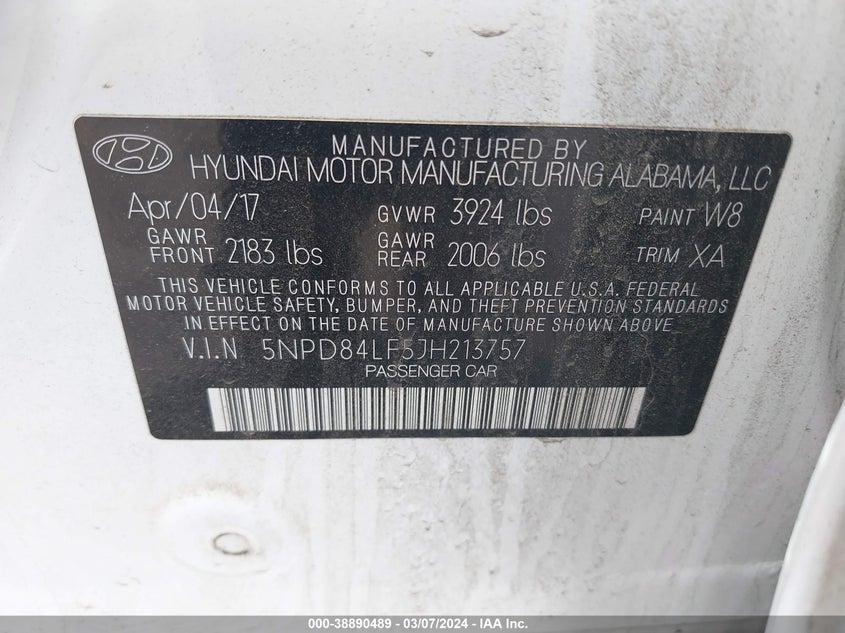 MANUFACTURED BY
HYUNDAI MOTOR MANUFACTURING ALABAMA, LLC
Apr/04/17 GVWR 3924 lbs PAINT W8
GAWR FRONT 2183 lbs GAWR REAR 2006 lbs TRIM XA
THIS VEHICLE CONFORMS TO ALL APPLICABLE U.S.A. FEDERAL
MOTOR VEHICLE SAFETY, BUMPER, AND THEFT PREVENTION STANDARDS
IN EFFECT ON THE DATE OF MANUFACTURE SHOWN ABOVE.
V.I.N 5NPD84LF5JH213757
PASSENGER CAR
000-38890489 — 03/07/2024 — IAA Inc.